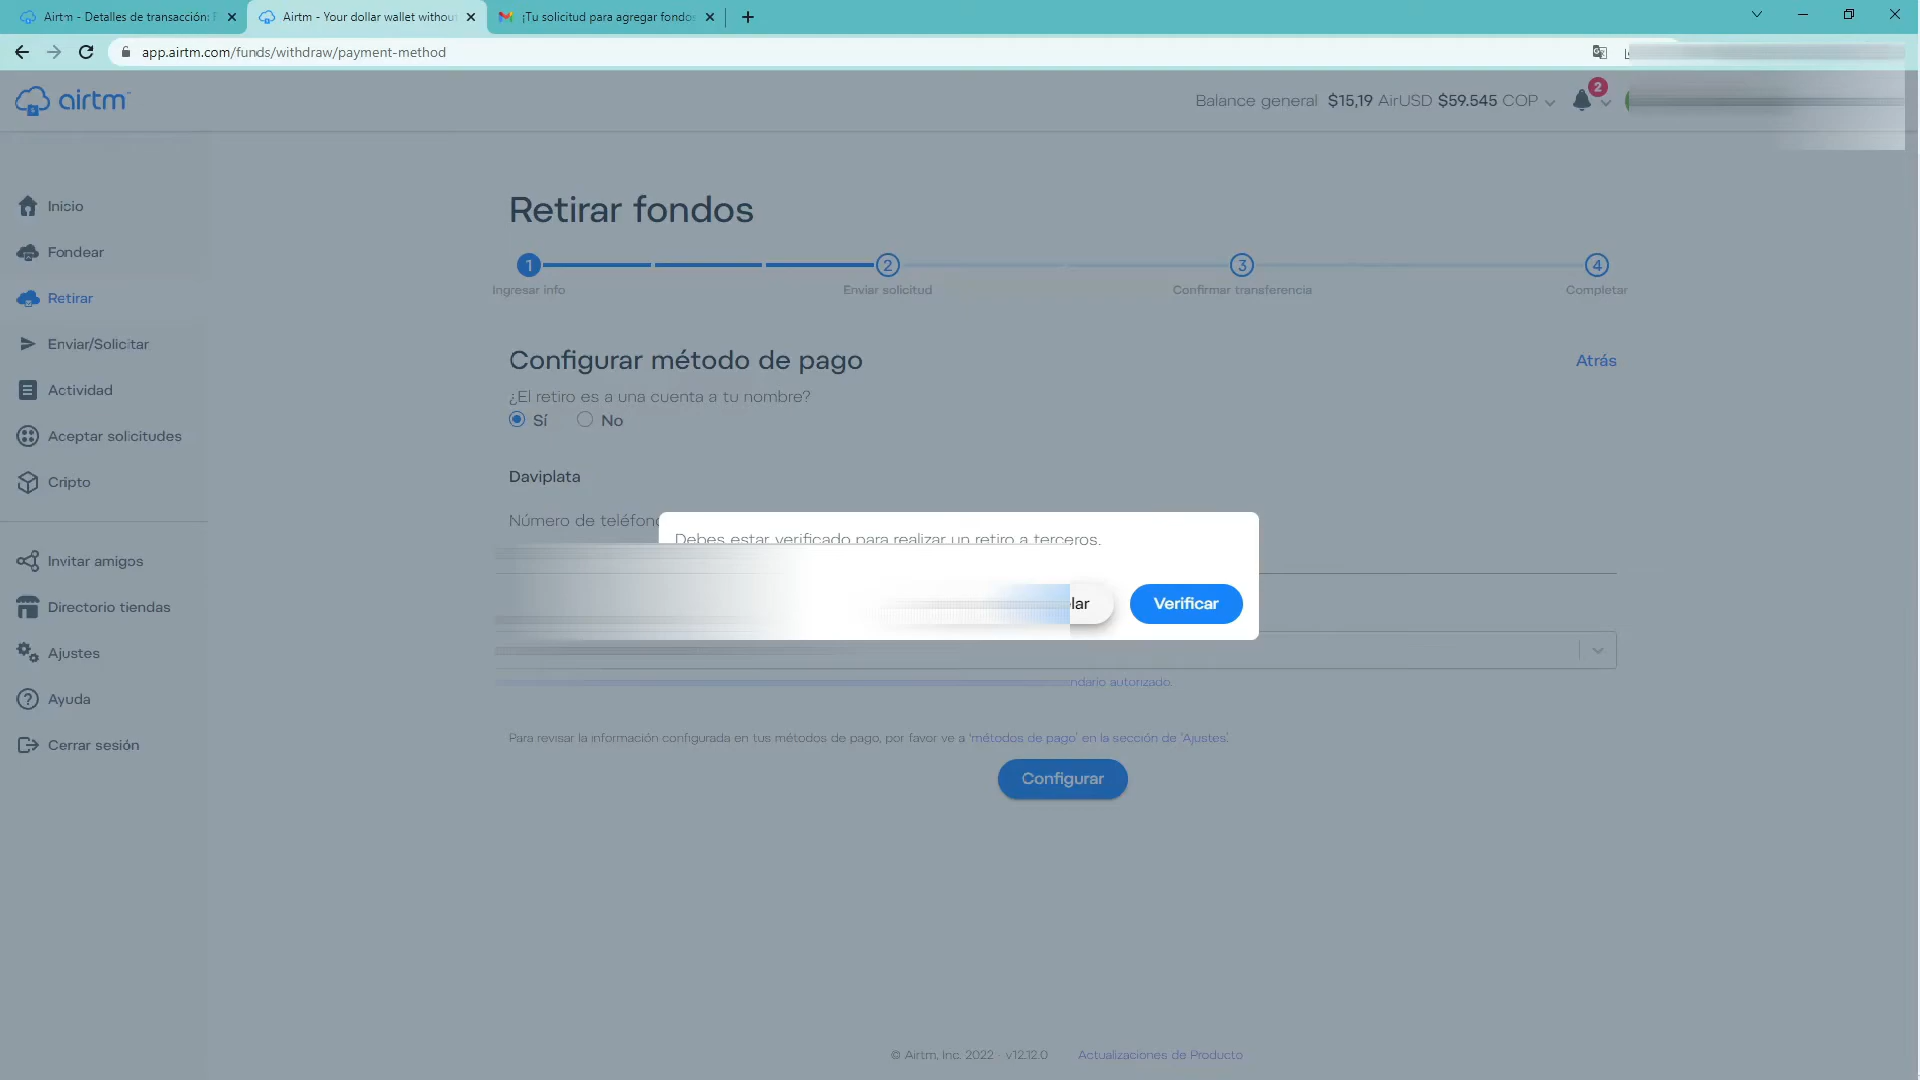 Airtm - Detalles de transacción:
Airtm - Your dollar wallet withou
¡Tu solicitud para agregar fondo
app.airtm.com/funds/withdraw/payment-method
airtm
Balance general $15,19 AirUSD $59.545 COP
2
Inicio
Fondear
Retirar
Enviar/Solicitar
Actividad
Aceptar solicitudes
Cripto
Invitar amigos
Directorio tiendas
Ajustes
Ayuda
Cerrar sesión
Retirar fondos
1
2
3
4
Ingresar info
Enviar solicitud
Confirmar transferencia
Completar
Configurar método de pago
Atrás
¿El retiro es a una cuenta a tu nombre?
Sí
No
Daviplata
Número de teléfono
Debes estar verificado para realizar un retiro a terceros.
lar
Verificar
ndario autorizado.
Para revisar la información configurada en tus métodos de pago, por favor ve a 'métodos de pago' en la sección de 'Ajustes'.
Configurar
© Airtm, Inc. 2022 - v12.12.0
Actualizaciones de Producto